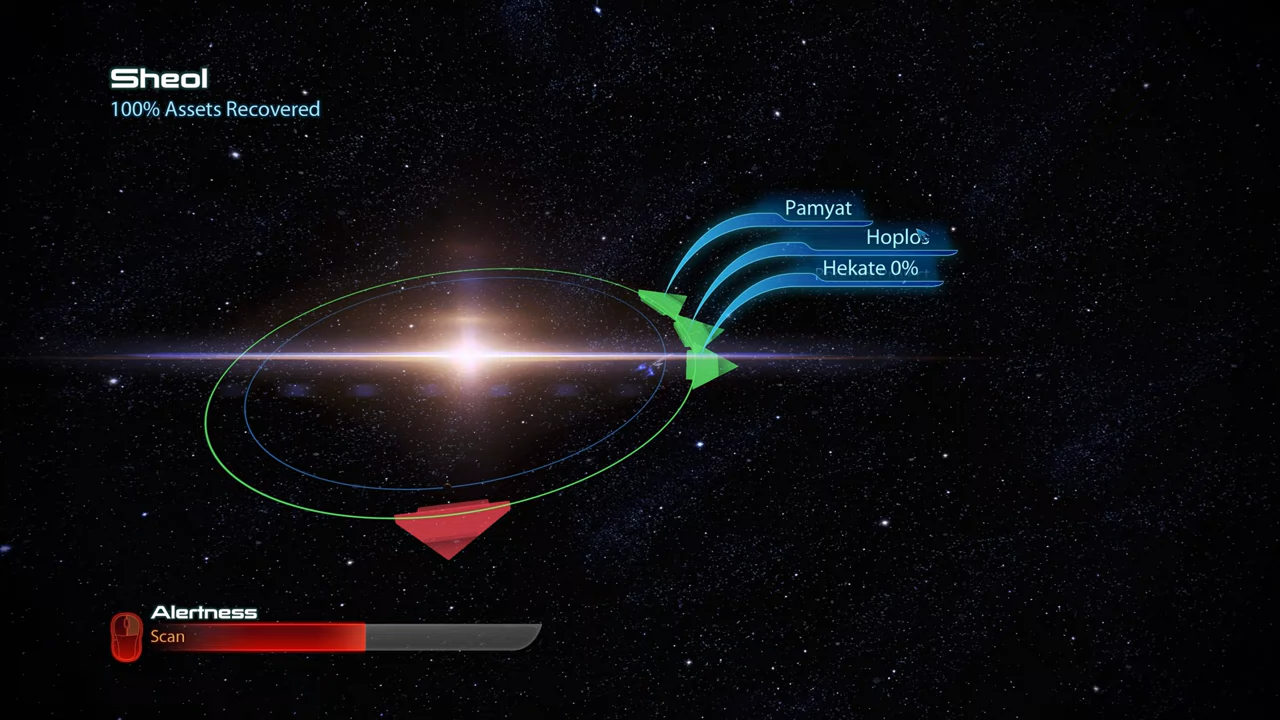 Sheol
100% Assets Recovered
Pamyat
Hoplos
Hekate 0%
Alertness
Scan